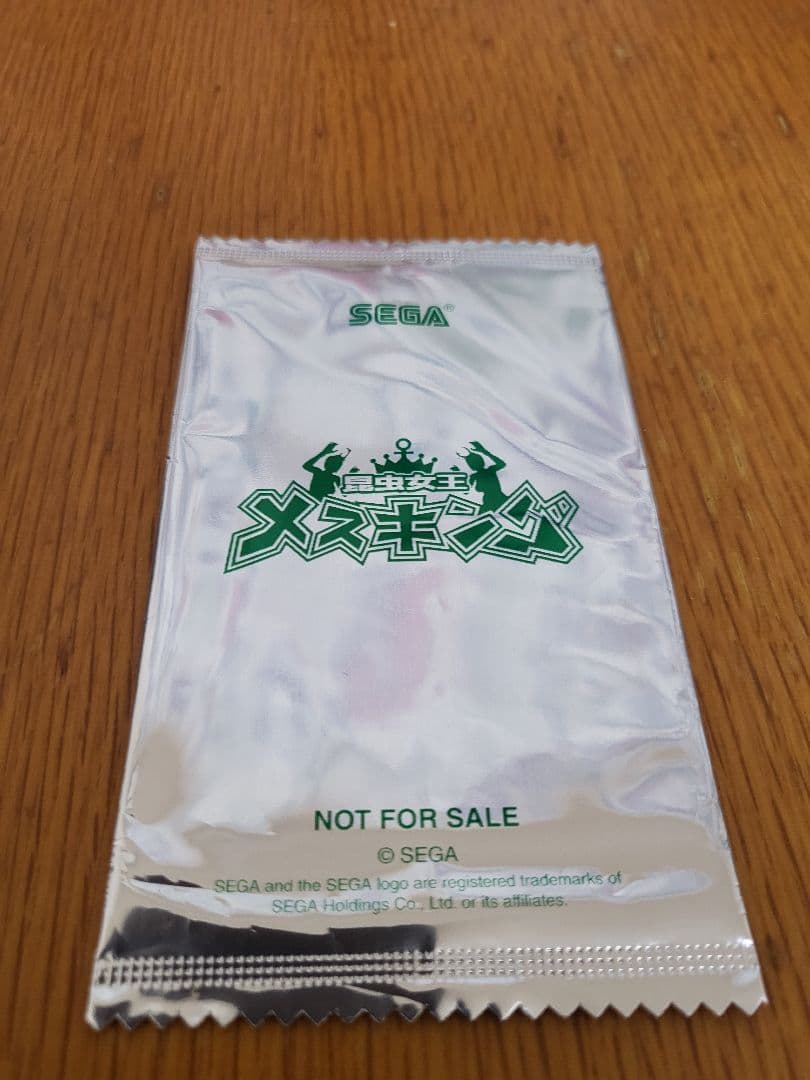 SEGA®
昆虫女王
メスキング
NOT FOR SALE
© SEGA
SEGA and the SEGA logo are registered trademarks of
SEGA Holdings Co., Ltd. or its affiliates.